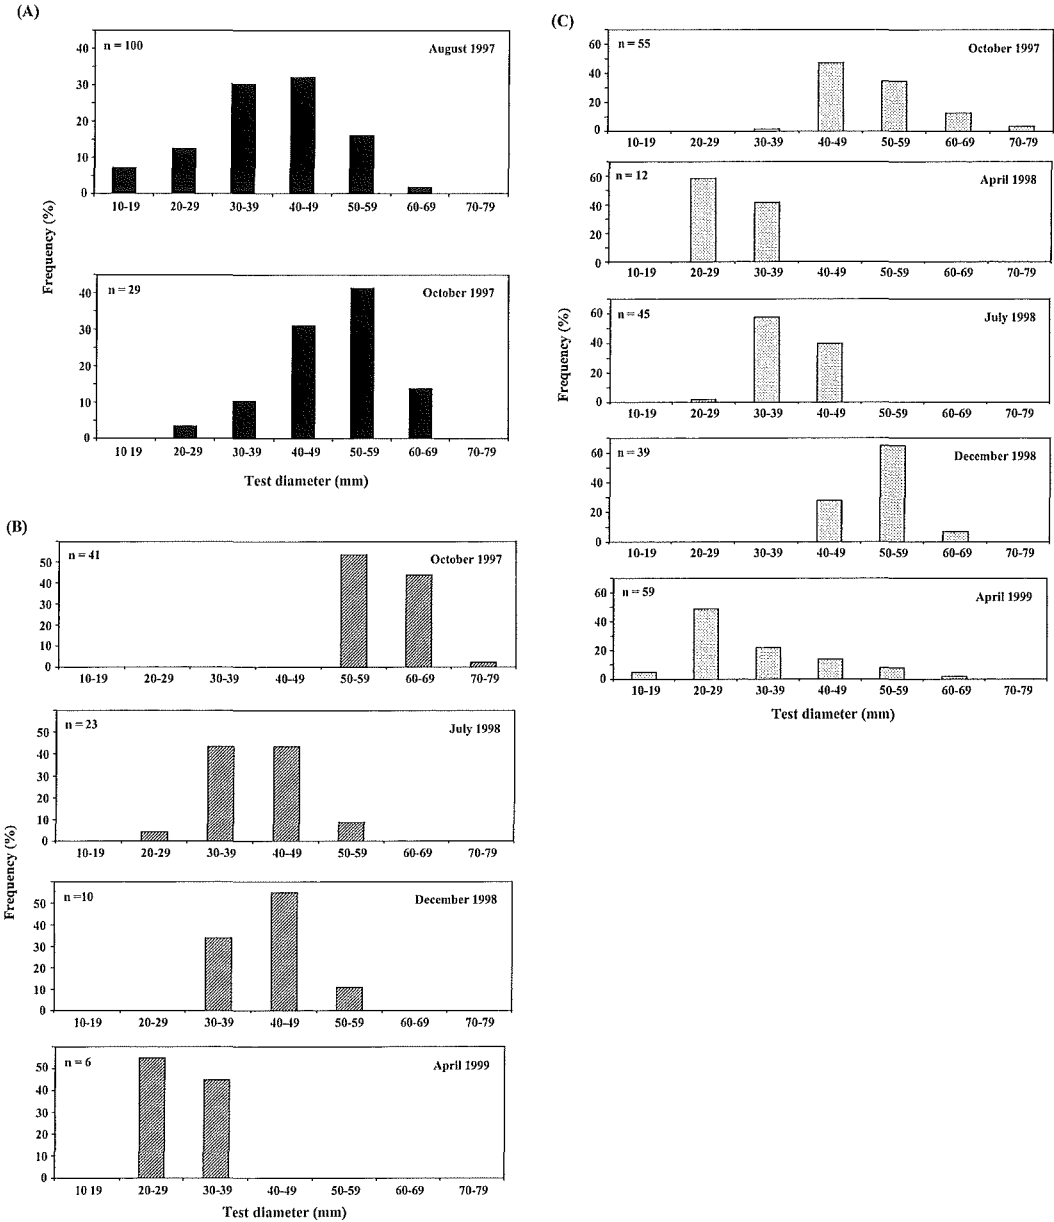 (A)
n = 100
August 1997
40
30
20
10
0
10-19 20-29 30-39 40-49 50-59 60-69 70-79
Frequency (%)
n = 29
October 1997
40
30
20
10
0
10 19 20-29 30-39 40-49 50-59 60-69 70-79
Test diameter (mm)
(B)
n = 41
October 1997
50
40
30
20
10
0
10-19 20-29 30-39 40-49 50-59 60-69 70-79
n = 23
July 1998
50
40
30
20
10
0
10-19 20-29 30-39 40-49 50-59 60-69 70-79
Frequency (%)
n =10
December 1998
50
40
30
20
10
0
10-19 20-29 30-39 40-49 50-59 60-69 70-79
n = 6
April 1999
50
40
30
20
10
0
10 19 20-29 30-39 40-49 50-59 60-69 70-79
Test diameter (mm)
(C)
n = 55
October 1997
60
40
20
0
10-19 20-29 30-39 40-49 50-59 60-69 70-79
n = 12
April 1998
60
40
20
0
10-19 20-29 30-39 40-49 50-59 60-69 70-79
n = 45
July 1998
60
40
20
0
10-19 20-29 30-39 40-49 50-59 60-69 70-79
Frequency (%)
n = 39
December 1998
60
40
20
0
10-19 20-29 30-39 40-49 50-59 60-69 70-79
n = 59
April 1999
60
40
20
0
10-19 20-29 30-39 40-49 50-59 60-69 70-79
Test diameter (mm)